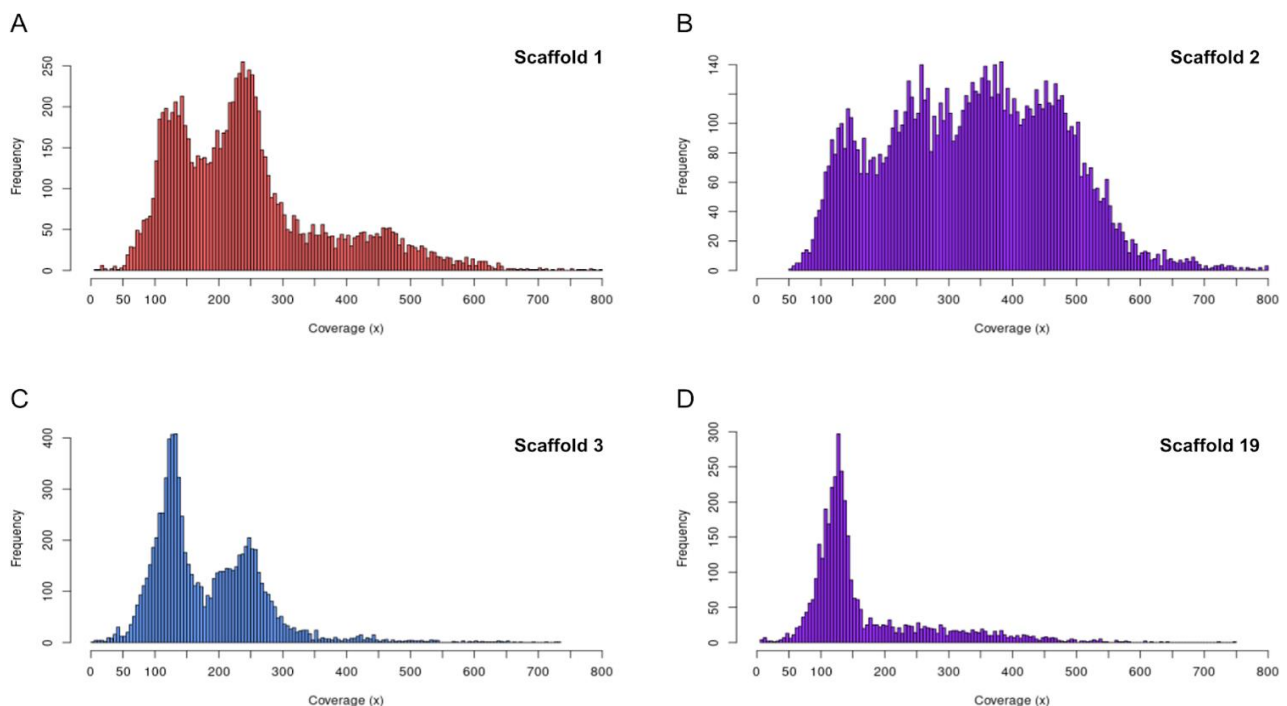 A
Scaffold 1
Frequency
0 50 100 150 200 250
0 50 100 200 300 400 500 600 700 800
Coverage (x)
B
Scaffold 2
Frequency
0 20 40 60 80 100 120 140
0 50 100 200 300 400 500 600 700 800
Coverage (x)
C
Scaffold 3
Frequency
0 100 200 300 400
0 50 100 200 300 400 500 600 700 800
Coverage (x)
D
Scaffold 19
Frequency
0 50 100 150 200 250 300
0 50 100 200 300 400 500 600 700 800
Coverage (x)